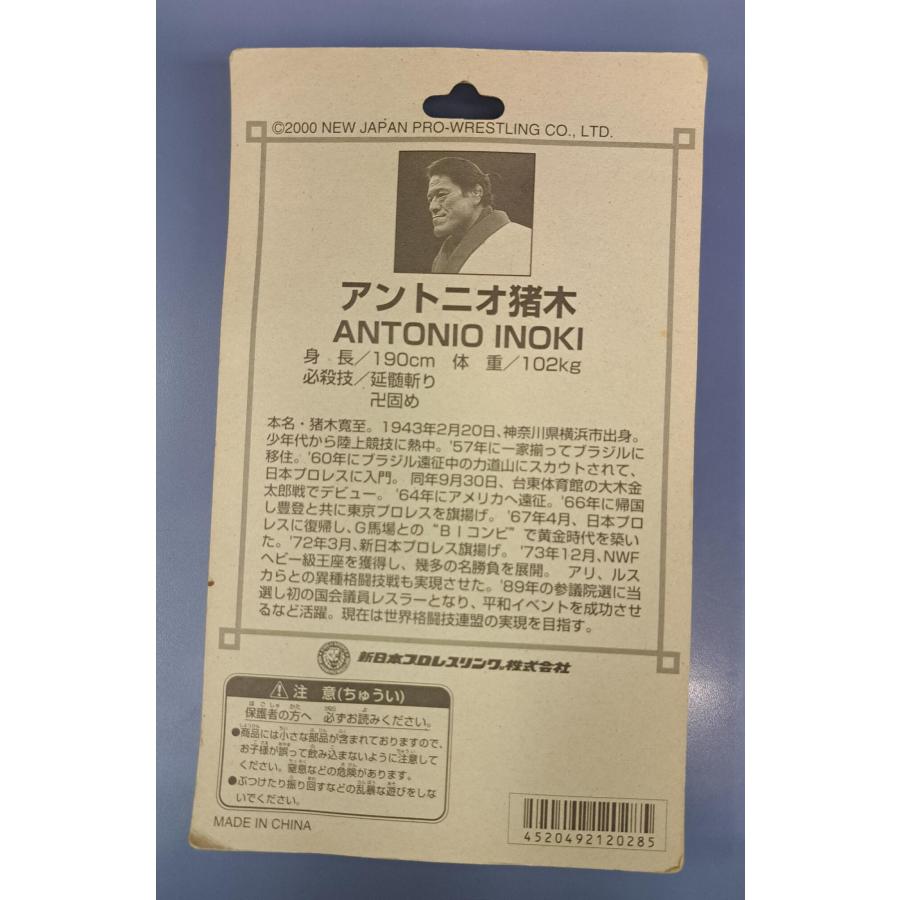 ©2000 NEW JAPAN PRO-WRESTLING CO., LTD.
アントニオ猪木
ANTONIO INOKI
身　長／190cm　体　重／102kg
必殺技／延髄斬り
卍固め
本名・猪木寛至。1943年2月20日、神奈川県横浜市出身。
少年代から陸上競技に熱中。'57年に一家揃ってブラジルに
移住。'60年にブラジル遠征中の力道山にスカウトされて、
日本プロレスに入門。 同年9月30日、台東体育館の大木金
太郎戦でデビュー。 '64年にアメリカへ遠征。'66年に帰国
し豊登と共に東京プロレスを旗揚げ。 '67年4月、日本プロ
レスに復帰し、G馬場との“BIコンビ”で黄金時代を築い
た。'72年3月、新日本プロレス旗揚げ。 '73年12月、NWF
ヘビー級王座を獲得し、幾多の名勝負を展開。 アリ、ルス
カらとの異種格闘技戦も実現させた。'89年の参議院選に当
選し初の国会議員レスラーとなり、平和イベントを成功させ
るなど活躍。現在は世界格闘技連盟の実現を目指す。
新日本プロレスリング株式会社
注 意(ちゅうい)
保護者の方へ 必ずお読みください。
●商品には小さな部品が含まれておりますので、
お子様が誤って飲み込まないように注意して
ください。窒息などの危険があります。
●ぶつけたり振り回すなどの乱暴な遊びをしな
いでください。
MADE IN CHINA
4520492120285